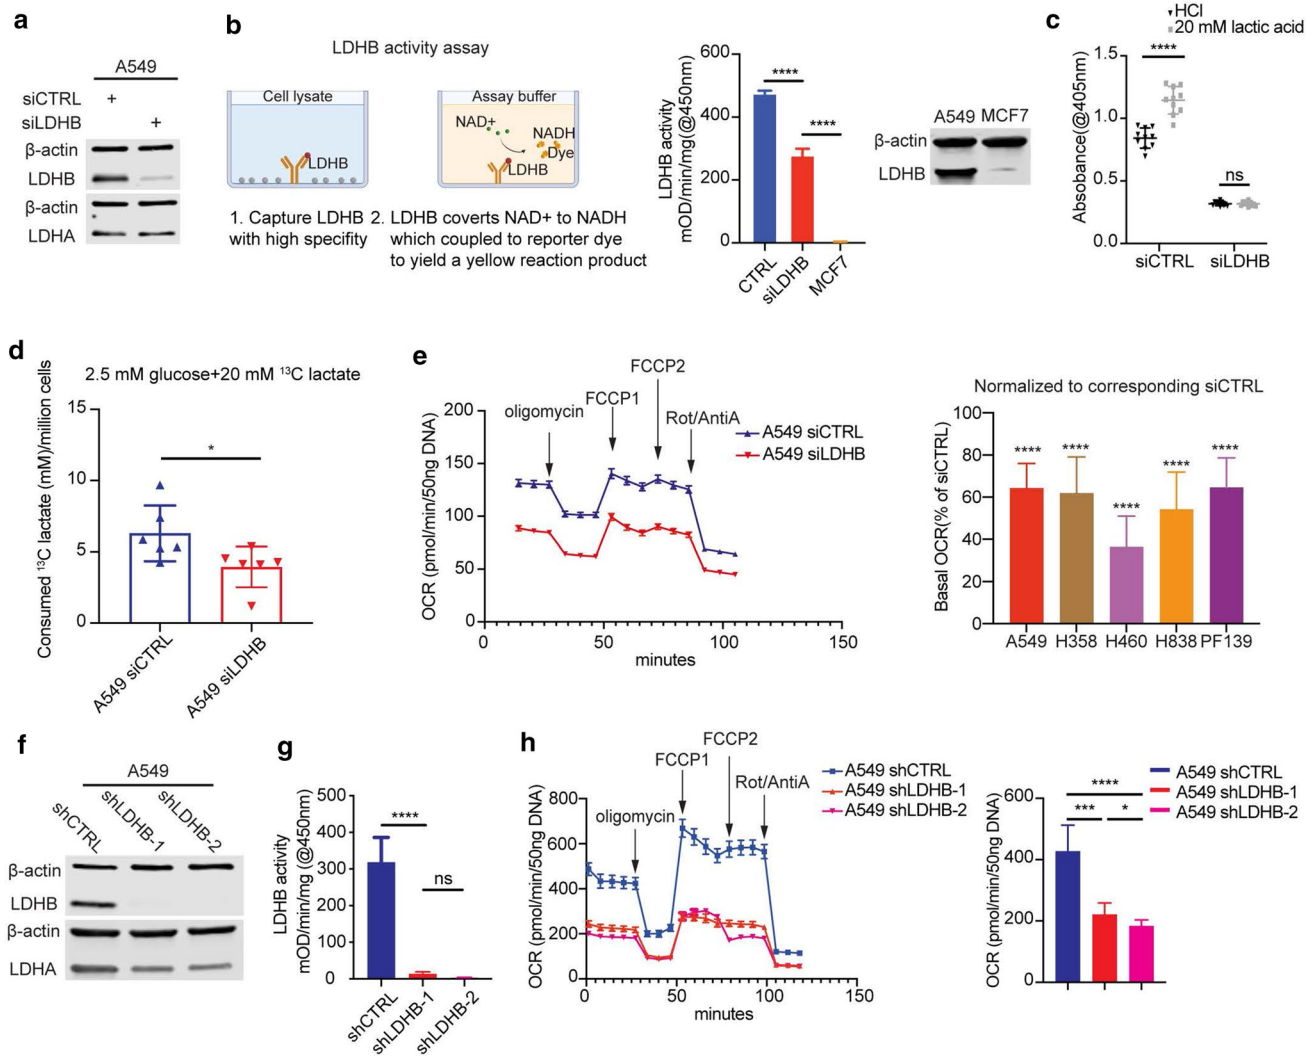 a
A549
siCTRL +
siLDHB +
β-actin
LDHB
β-actin
LDHA
b
LDHB activity assay
Cell lysate
LDHB
Assay buffer
NAD+
NADH
Dye
LDHB
1. Capture LDHB
with high specifity
2. LDHB coverts NAD+ to NADH
which coupled to reporter dye
to yield a yellow reaction product
LDHB activity
mOD/min/mg(@450nm)
600
400
200
0
****
****
CTRL
siLDHB
MCF7
A549 MCF7
β-actin
LDHB
c
HCl
20 mM lactic acid
Absobance(@405nm)
1.5
1.0
0.5
0.0
****
ns
siCTRL
siLDHB
d
2.5 mM glucose+20 mM ¹³C lactate
Consumed ¹³C lactate (mM)/million cells
15
10
5
0
*
A549 siCTRL
A549 siLDHB
e
OCR (pmol/min/50ng DNA)
200
150
100
50
0
oligomycin
FCCP1
FCCP2
Rot/AntiA
A549 siCTRL
A549 siLDHB
0 50 100 150
minutes
Normalized to corresponding siCTRL
Basal OCR(% of siCTRL)
100
80
60
40
20
0
****
****
****
****
****
A549 H358 H460 H838 PF139
f
A549
shCTRL
shLDHB-1
shLDHB-2
β-actin
LDHB
β-actin
LDHA
g
LDHB activity
mOD/min/mg (@450nm)
500
400
300
200
100
0
****
ns
shCTRL
shLDHB-1
shLDHB-2
h
OCR (pmol/min/50ng DNA)
800
600
400
200
0
oligomycin
FCCP1
FCCP2
Rot/AntiA
A549 shCTRL
A549 shLDHB-1
A549 shLDHB-2
0 50 100 150
minutes
OCR (pmol/min/50ng DNA)
600
400
200
0
****
***
*
A549 shCTRL
A549 shLDHB-1
A549 shLDHB-2